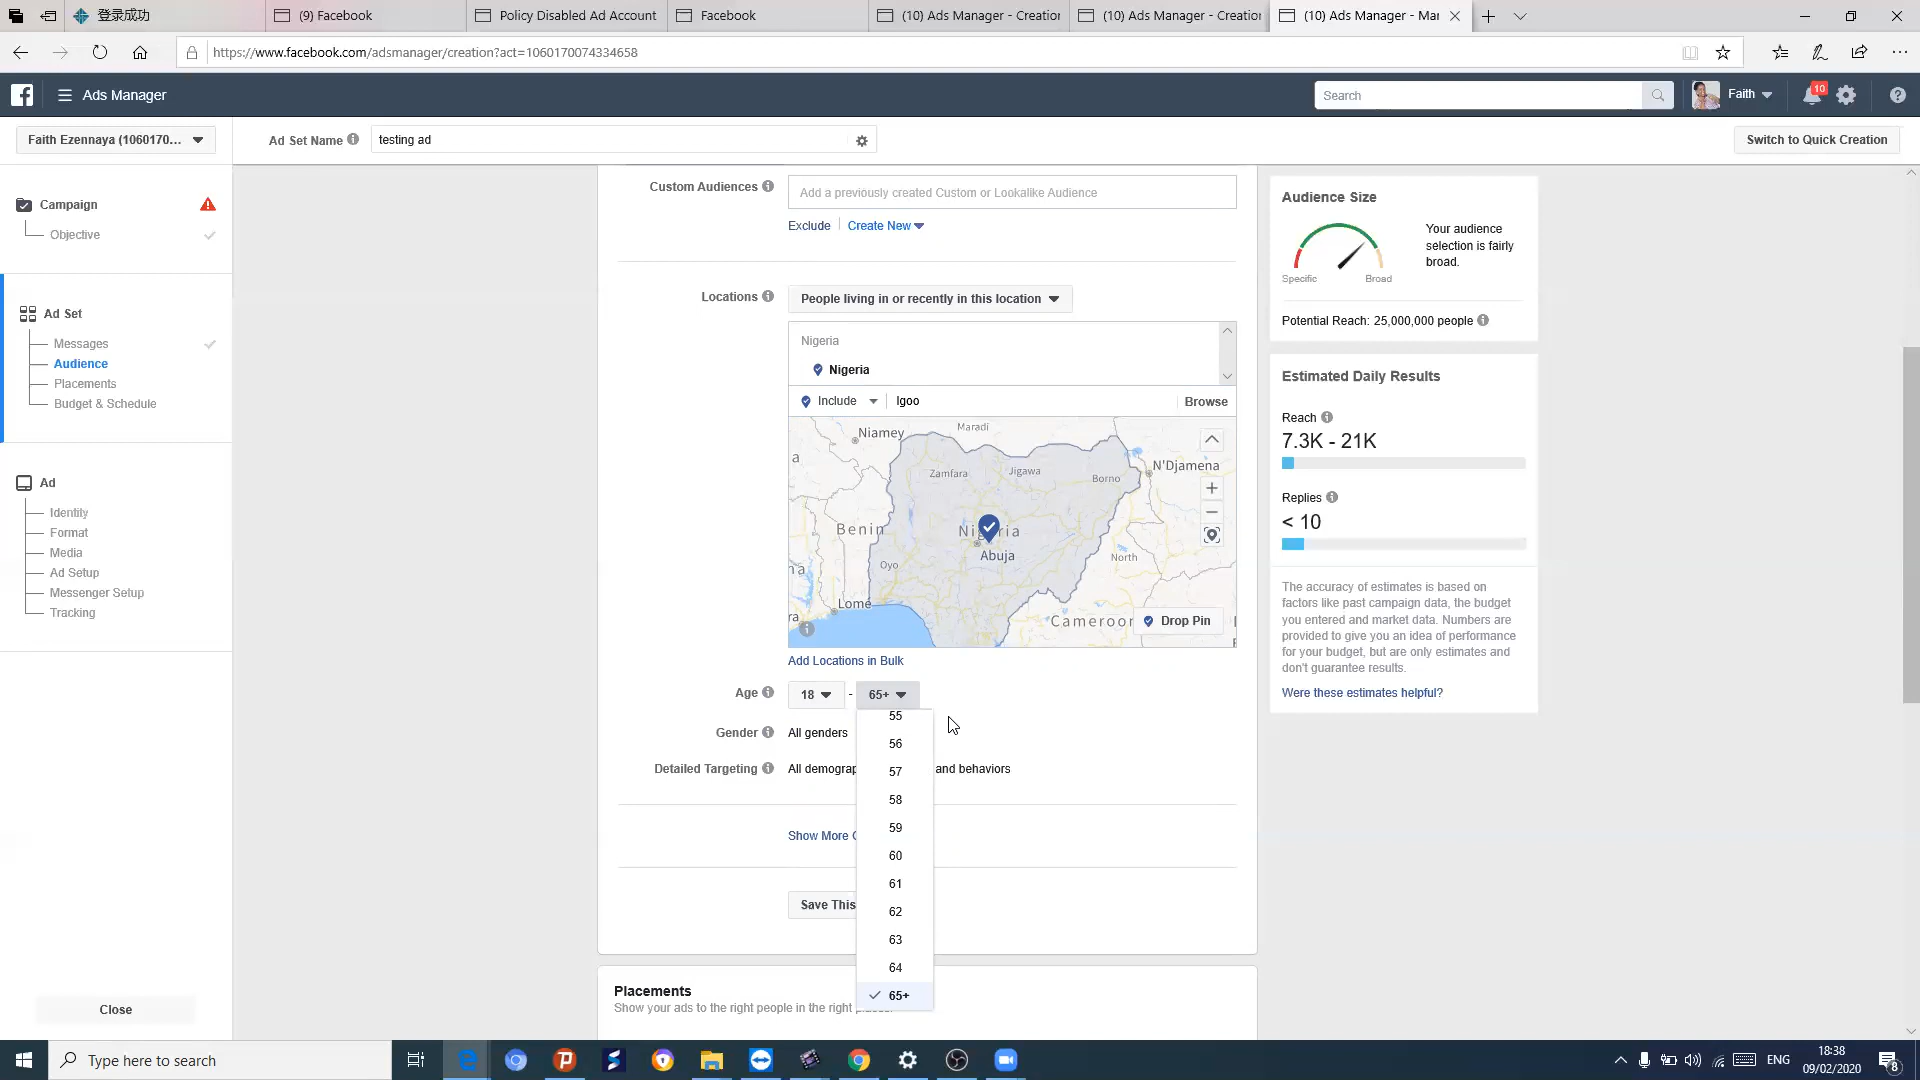 登录成功
(9) Facebook
Policy Disabled Ad Account
Facebook
(10) Ads Manager - Creation
(10) Ads Manager - Creation
(10) Ads Manager - Mar
https://www.facebook.com/adsmanager/creation?act=1060170074334658
Ads Manager
Search
Faith
10
Faith Ezennaya (1060170...
Ad Set Name
testing ad
Switch to Quick Creation
Campaign
Objective
Ad Set
Messages
Audience
Placements
Budget & Schedule
Ad
Identity
Format
Media
Ad Setup
Messenger Setup
Tracking
Close
Custom Audiences
Add a previously created Custom or Lookalike Audience
Exclude
Create New
Locations
People living in or recently in this location
Nigeria
Nigeria
Include
Igoo
Browse
Niamey
Maradi
N'Djamena
Zamfara
Jigawa
Borno
Benin
Nigeria
Abuja
North
Oyo
Lomé
Cameroon
Drop Pin
Add Locations in Bulk
Age
18
-
65+
55
56
57
58
59
60
61
62
63
64
65+
Gender
All genders
Detailed Targeting
All demograp
and behaviors
Show More
Save This
Placements
Show your ads to the right people in the right
Audience Size
Specific
Broad
Your audience
selection is fairly
broad.
Potential Reach: 25,000,000 people
Estimated Daily Results
Reach
7.3K - 21K
Replies
< 10
The accuracy of estimates is based on
factors like past campaign data, the budget
you entered and market data. Numbers are
provided to give you an idea of performance
for your budget, but are only estimates and
don't guarantee results.
Were these estimates helpful?
Type here to search
ENG
18:38
09/02/2020
8